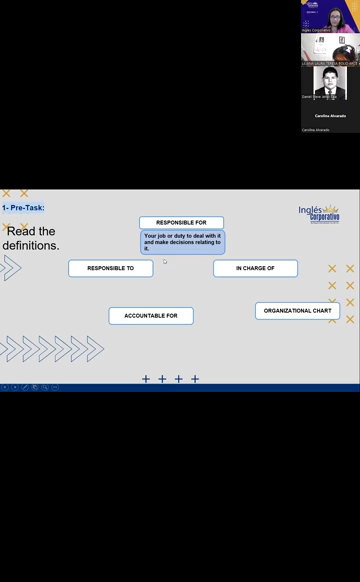 Inglés Corporativo
Carolina Alvarado
Carolina Alvarado
1- Pre-Task:
Inglés
Corporativo
Read the
definitions.
RESPONSIBLE FOR
Your job or duty to deal with it
and make decisions relating to
it.
RESPONSIBLE TO
IN CHARGE OF
ACCOUNTABLE FOR
ORGANIZATIONAL CHART